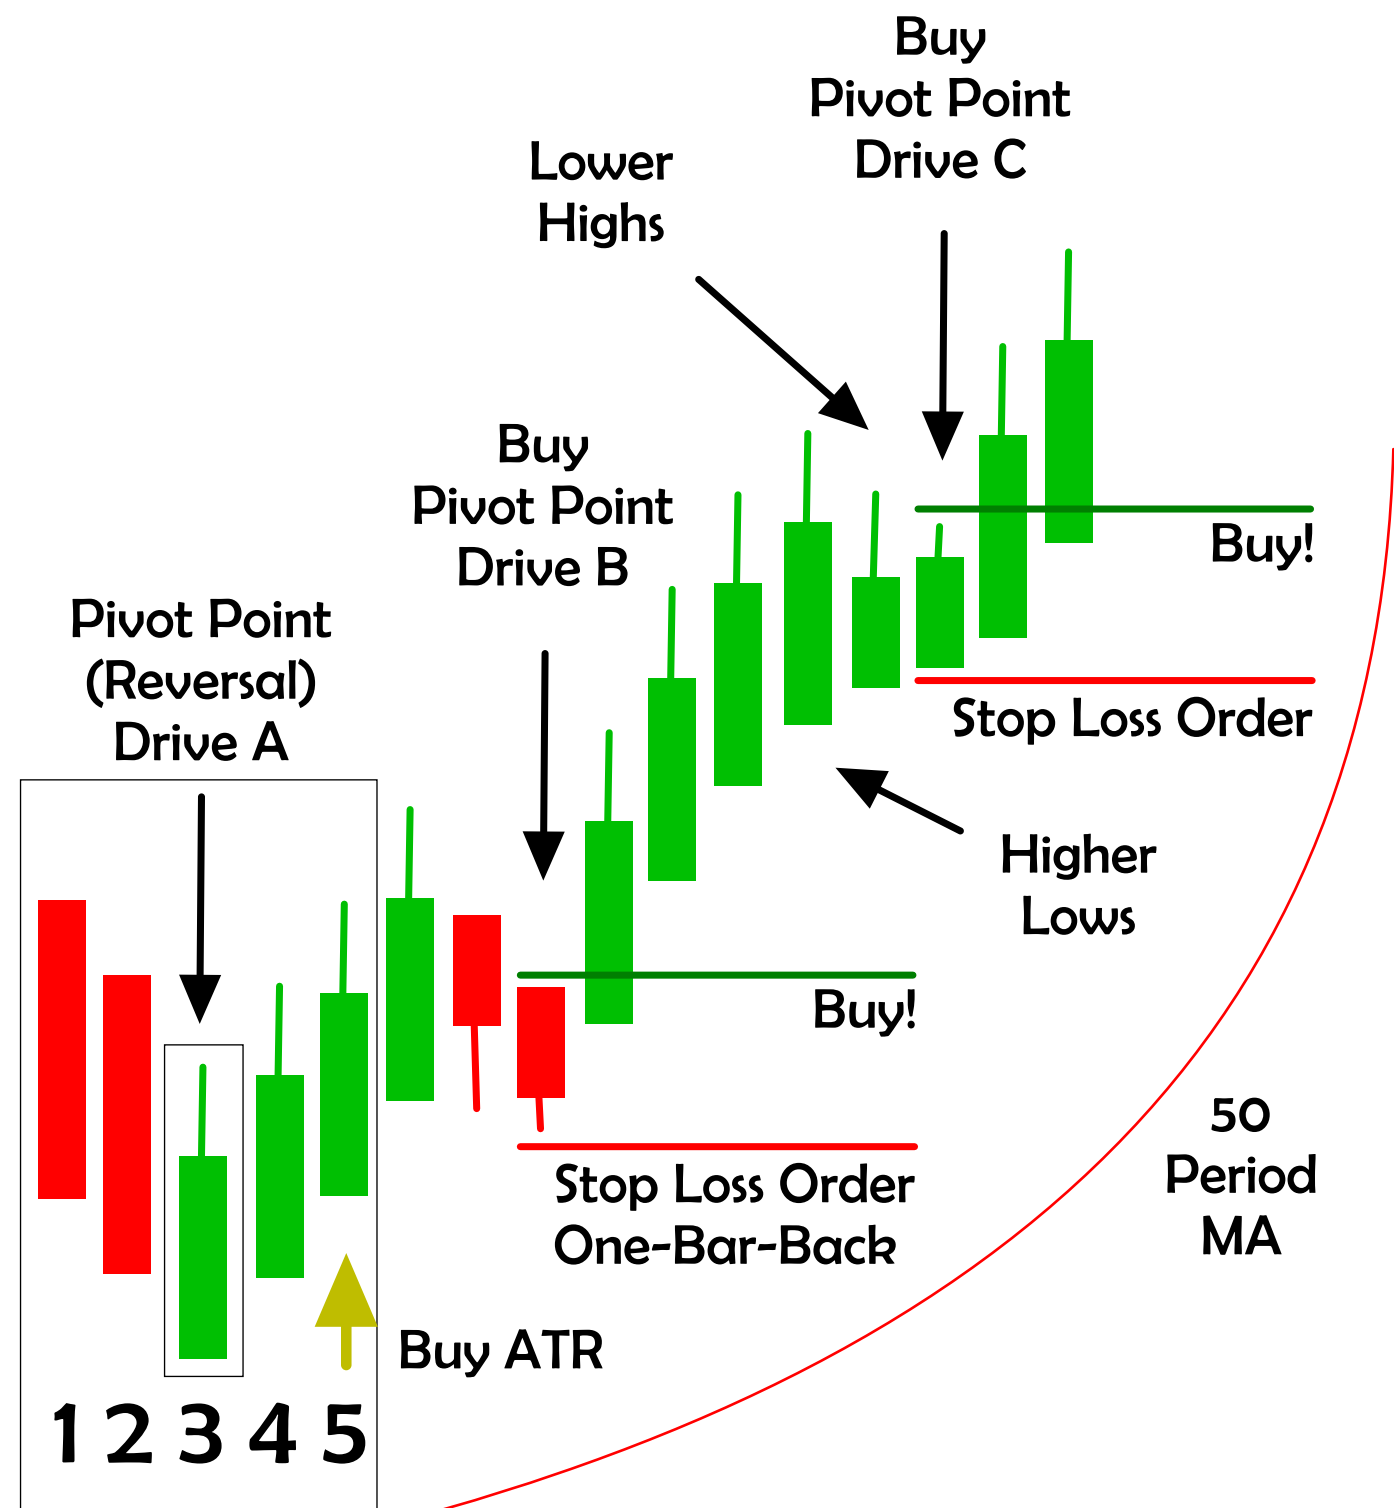 Buy
Pivot Point
Drive C
Lower
Highs
Buy
Pivot Point
Drive B
Buy!
Pivot Point
(Reversal)
Drive A
Stop Loss Order
Higher
Lows
Buy!
50
Period
MA
Stop Loss Order
One-Bar-Back
Buy ATR
1 2 3 4 5